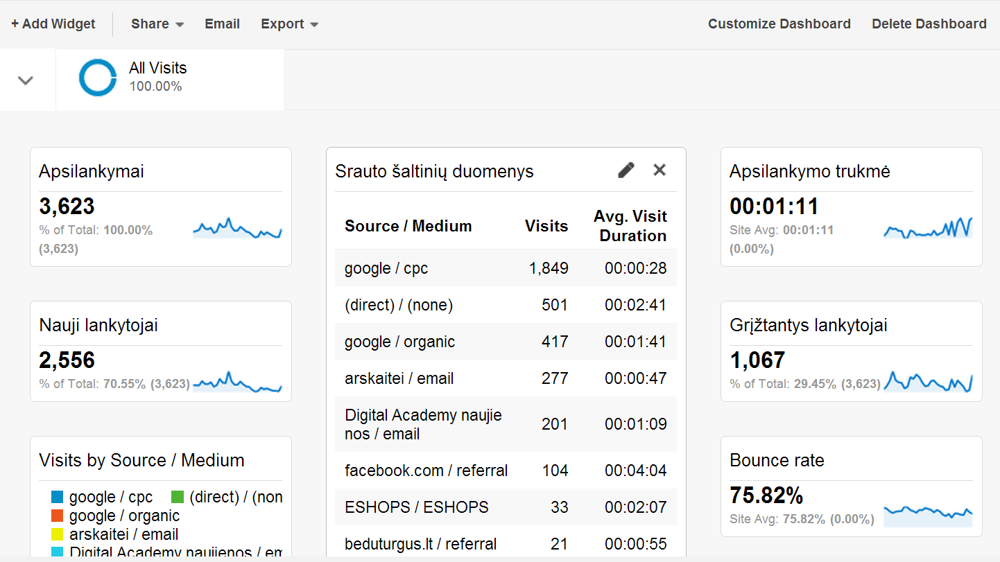 + Add Widget
Share
Email
Export
Customize Dashboard
Delete Dashboard
All Visits
100.00%
Apsilankymai
3,623
% of Total: 100.00%
(3,623)
Nauji lankytojai
2,556
% of Total: 70.55% (3,623)
Visits by Source / Medium
google / cpc (direct) / (non
google / organic
arskaitei / email
Digital Academy naujienos / em
Srauto šaltinių duomenys
Source / Medium Visits Avg. Visit
Duration
google / cpc 1,849 00:00:28
(direct) / (none) 501 00:02:41
google / organic 417 00:01:41
arskaitei / email 277 00:00:47
Digital Academy naujie
nos / email 201 00:01:09
facebook.com / referral 104 00:04:04
ESHOPS / ESHOPS 33 00:02:07
beduturgus.lt / referral 21 00:00:55
Apsilankymo trukmė
00:01:11
Site Avg: 00:01:11
(0.00%)
Grįžtantys lankytojai
1,067
% of Total: 29.45% (3,623)
Bounce rate
75.82%
Site Avg: 75.82% (0.00%)